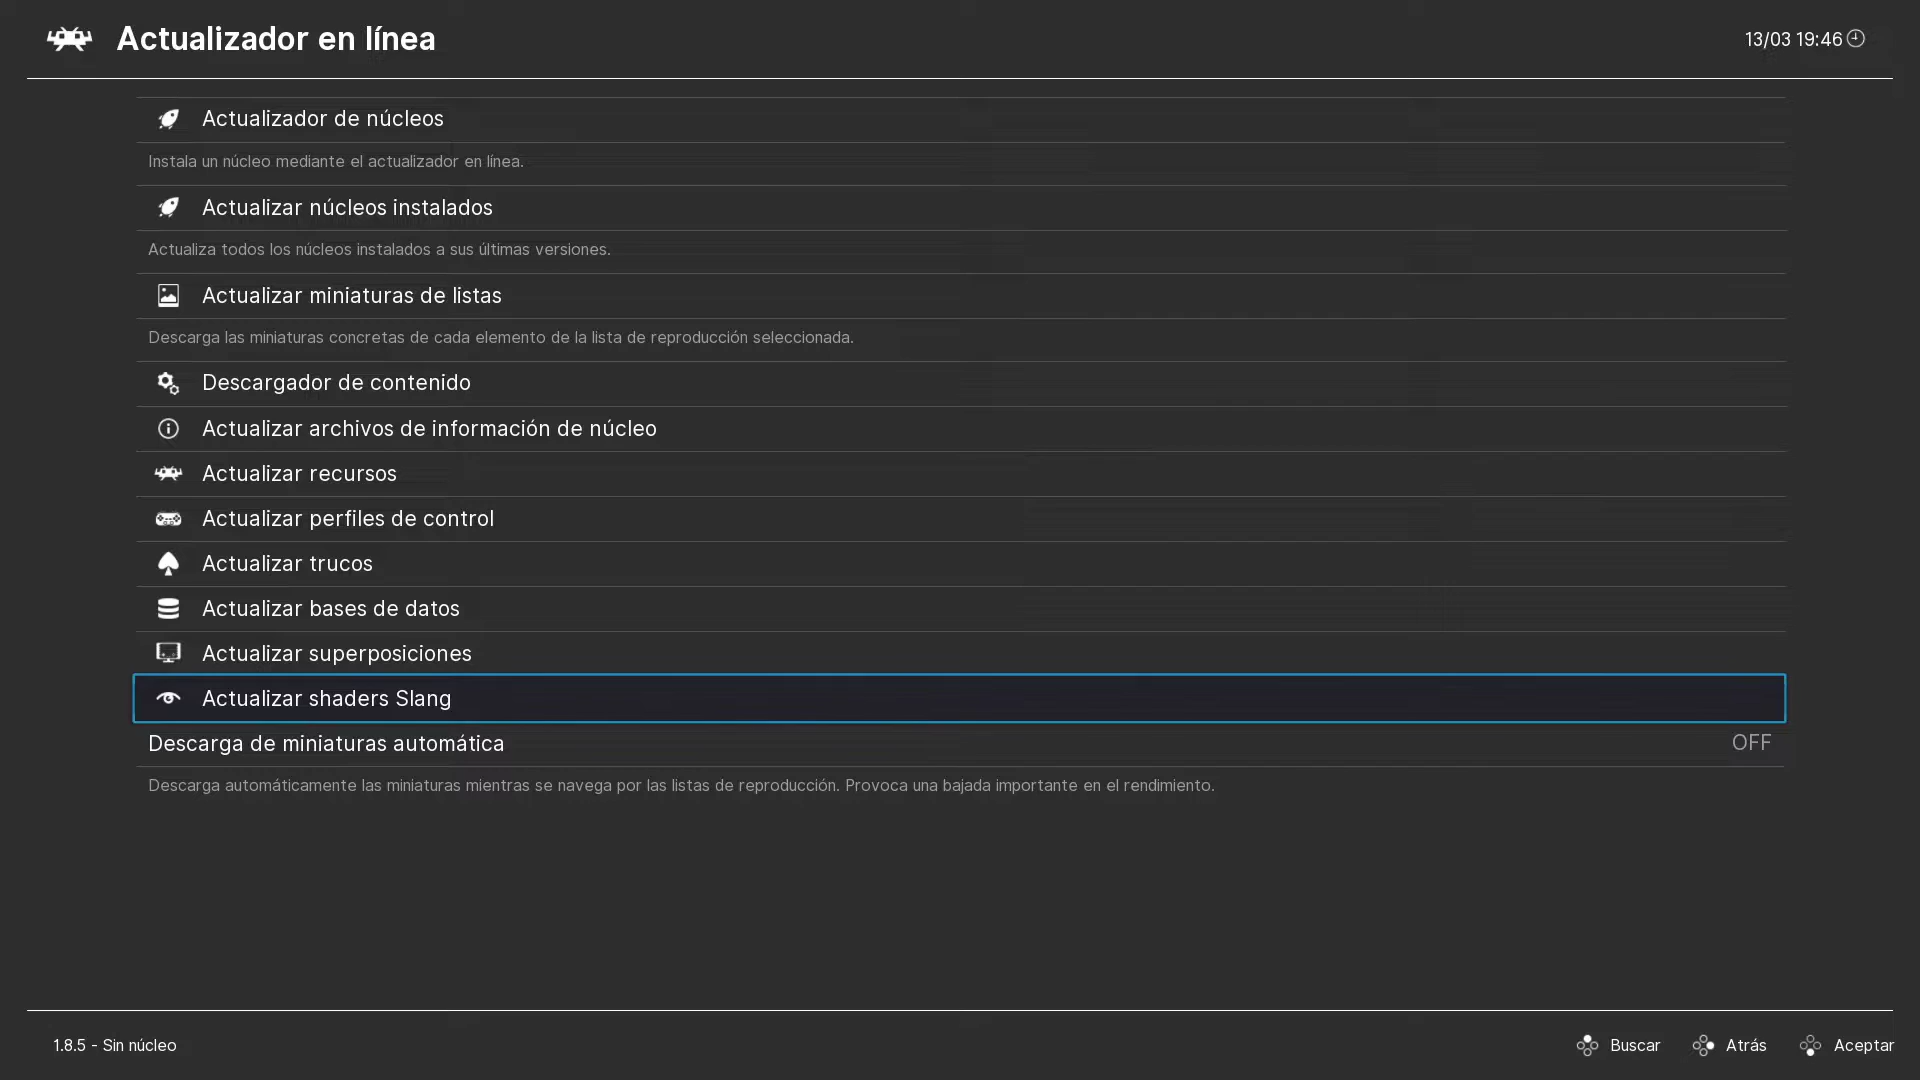 Actualizador en línea
13/03 19:46
Actualizador de núcleos
Instala un núcleo mediante el actualizador en línea.
Actualizar núcleos instalados
Actualiza todos los núcleos instalados a sus últimas versiones.
Actualizar miniaturas de listas
Descarga las miniaturas concretas de cada elemento de la lista de reproducción seleccionada.
Descargador de contenido
Actualizar archivos de información de núcleo
Actualizar recursos
Actualizar perfiles de control
Actualizar trucos
Actualizar bases de datos
Actualizar superposiciones
Actualizar shaders Slang
Descarga de miniaturas automática OFF
Descarga automáticamente las miniaturas mientras se navega por las listas de reproducción. Provoca una bajada importante en el rendimiento.
1.8.5 - Sin núcleo
Buscar Atrás Aceptar